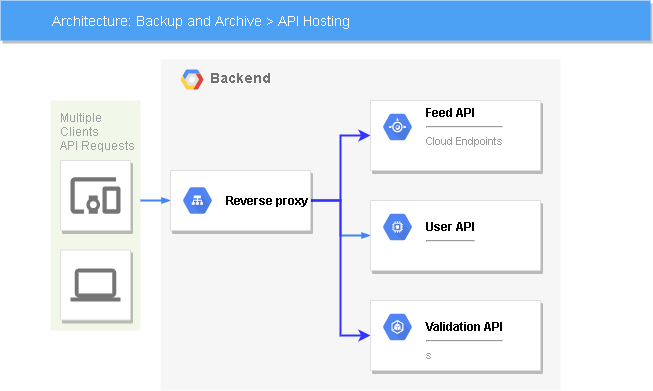 Architecture: Backup and Archive > API Hosting
Backend
Multiple
Clients
API Requests
Reverse proxy
Feed API
Cloud Endpoints
User API
Validation API
s